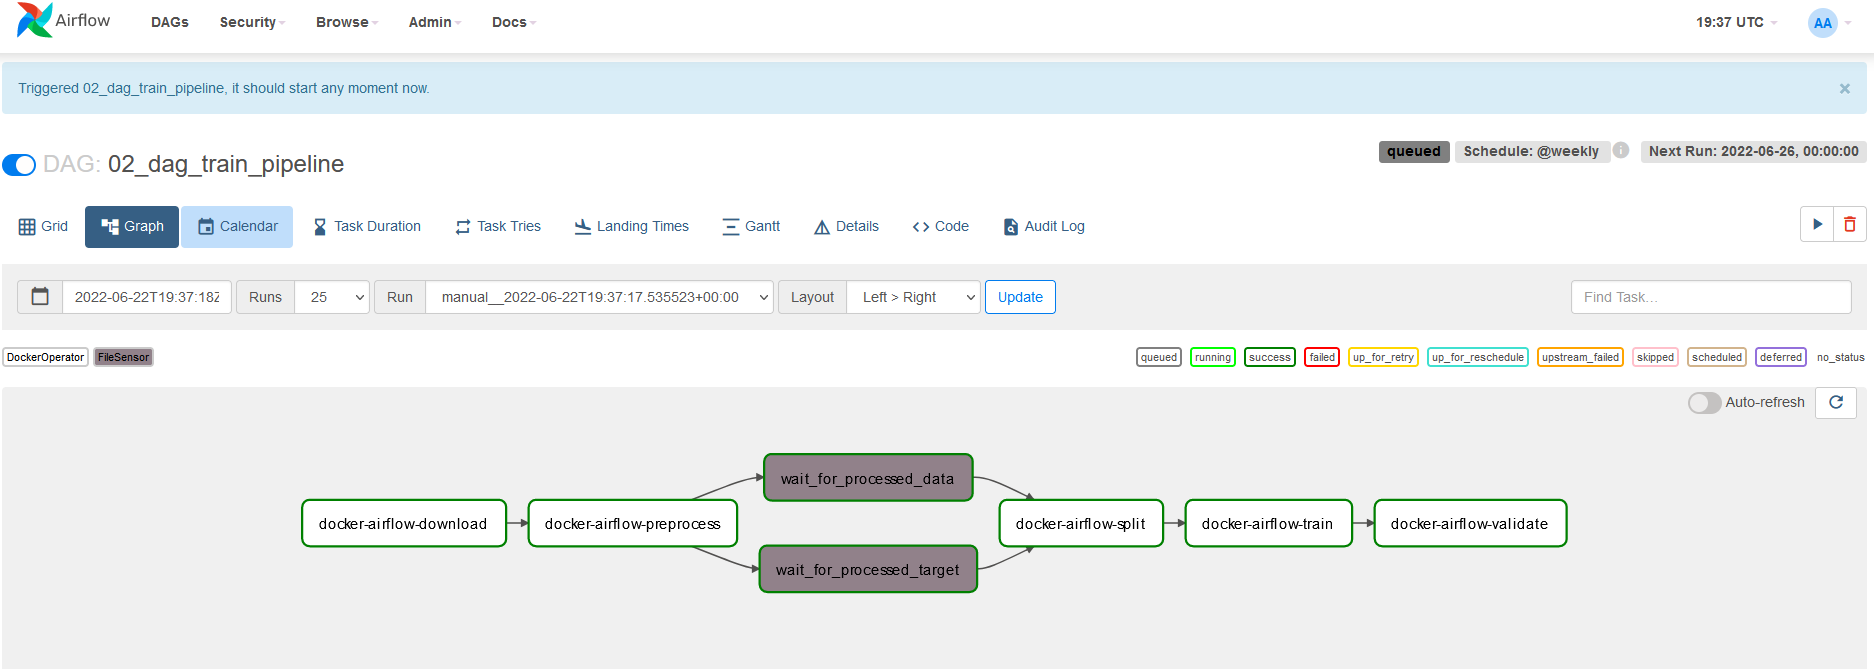 Airflow DAGs Security Browse Admin Docs 19:37 UTC AA
Triggered 02_dag_train_pipeline, it should start any moment now. ×
DAG: 02_dag_train_pipeline queued Schedule: @weekly i Next Run: 2022-06-26, 00:00:00
Grid Graph Calendar Task Duration Task Tries Landing Times Gantt Details Code Audit Log
2022-06-22T19:37:18Z Runs 25 Run manual__2022-06-22T19:37:17.535523+00:00 Layout Left > Right Update Find Task...
DockerOperator FileSensor queued running success failed up_for_retry up_for_reschedule upstream_failed skipped scheduled deferred no_status
Auto-refresh
wait_for_processed_data
docker-airflow-download docker-airflow-preprocess docker-airflow-split docker-airflow-train docker-airflow-validate
wait_for_processed_target